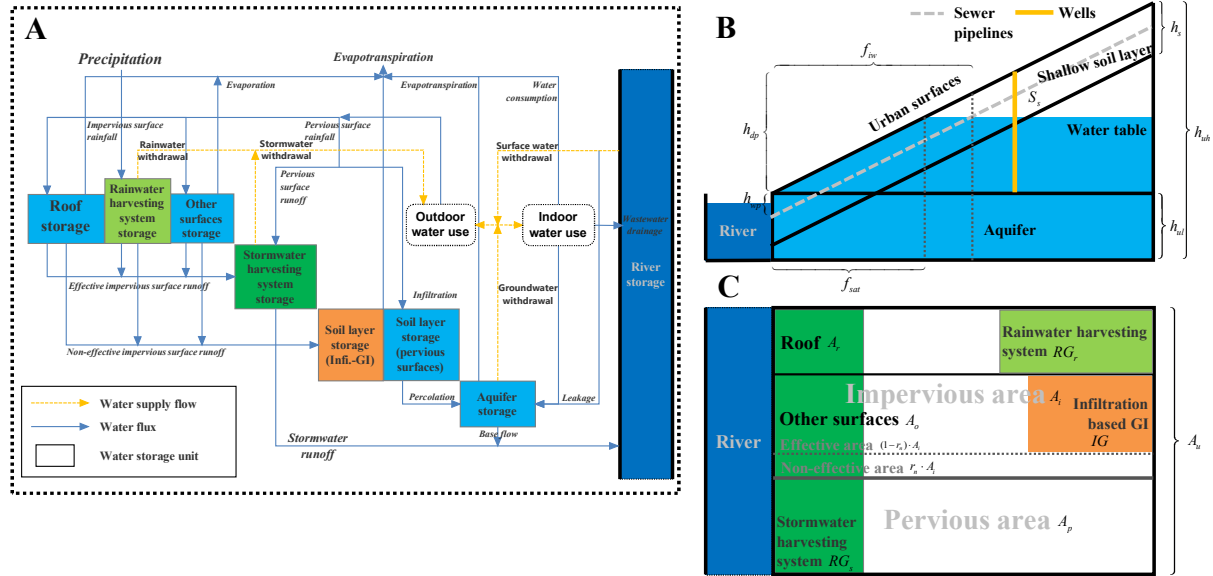 A
Precipitation
Evapotranspiration
Evaporation
Evapotranspiration
Water
consumption
Impervious surface
rainfall
Pervious surface
rainfall
Rainwater
withdrawal
Stormwater
withdrawal
Surface water
withdrawal
Pervious
surface
runoff
Roof
storage
Rainwater
harvesting
system
storage
Other
surfaces
storage
Outdoor
water use
Indoor
water use
Wastewater
drainage
River
storage
Stormwater
harvesting
system
storage
Effective impervious surface runoff
Groundwater
withdrawal
Infiltration
Soil layer
storage
(Infi.-GI)
Soil layer
storage
(pervious
surfaces)
Non-effective impervious surface runoff
Percolation
Aquifer
storage
Leakage
Base flow
Stormwater
runoff
Water supply flow
Water flux
Water storage unit
B
Sewer
pipelines
Wells
f_iw
h_s
Shallow soil layer
S_s
Urban surfaces
h_dp
h_uh
Water table
h_wp
River
Aquifer
h_ul
f_sat
C
River
Roof A_r
Rainwater harvesting
system RG_r
Impervious area A_i
Other surfaces A_o
Infiltration
based GI
IG
Effective area (1−r_n)·A_i
Non-effective area r_n·A_i
A_u
Pervious area A_p
Stormwater
harvesting
system RG_s